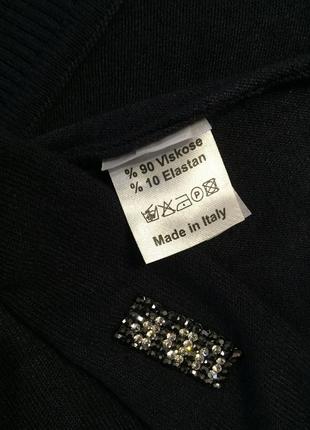 % 90 Viskose
% 10 Elastan
Made in Italy